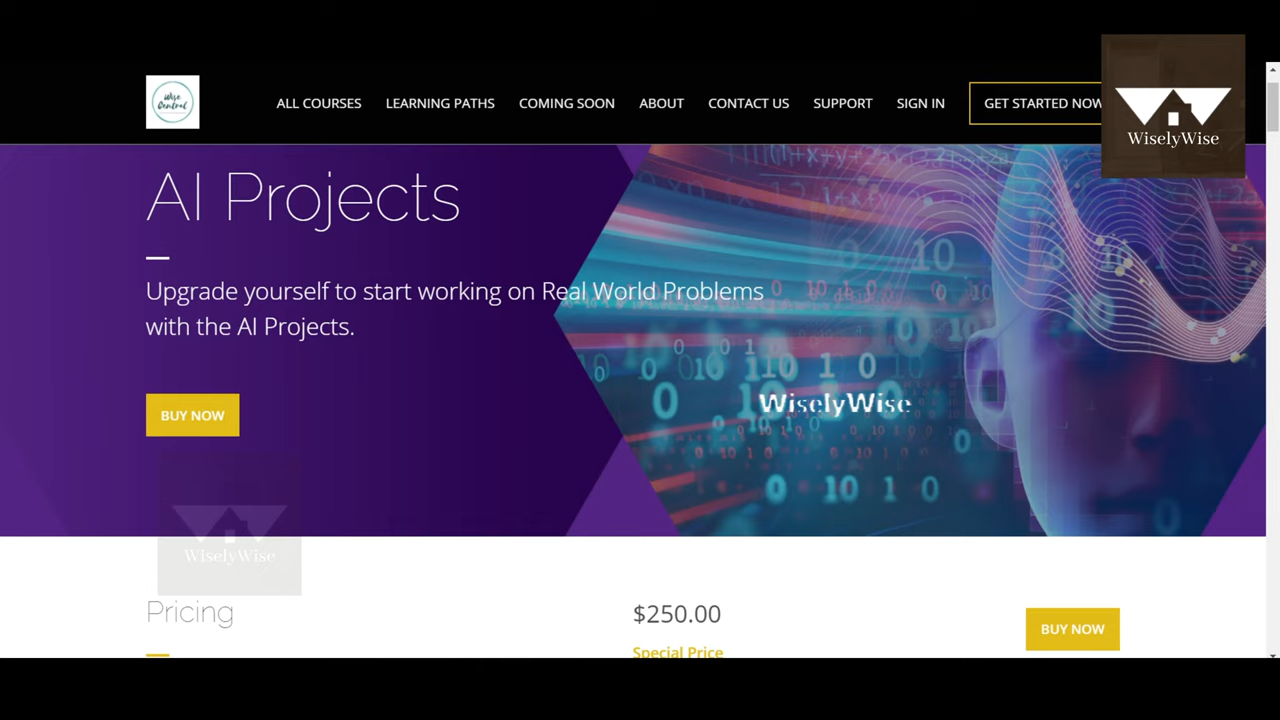 Wise
Central
ALL COURSES
LEARNING PATHS
COMING SOON
ABOUT
CONTACT US
SUPPORT
SIGN IN
GET STARTED NOW
WiselyWise
AI Projects
Upgrade yourself to start working on Real World Problems
with the AI Projects.
BUY NOW
WiselyWise
WiselyWise
Pricing
$250.00
BUY NOW
Special Price